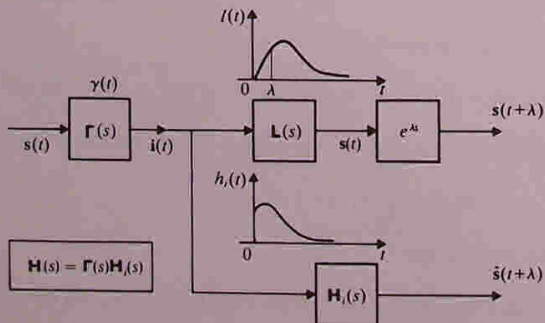 l(t)
γ(t)
0 λ t
s(t) Γ(s) i(t) L(s) s(t) e^{λs} s(t+λ)
h_i(t)
0 t
H(s) = Γ(s)H_i(s)
H_i(s) ŝ(t+λ)